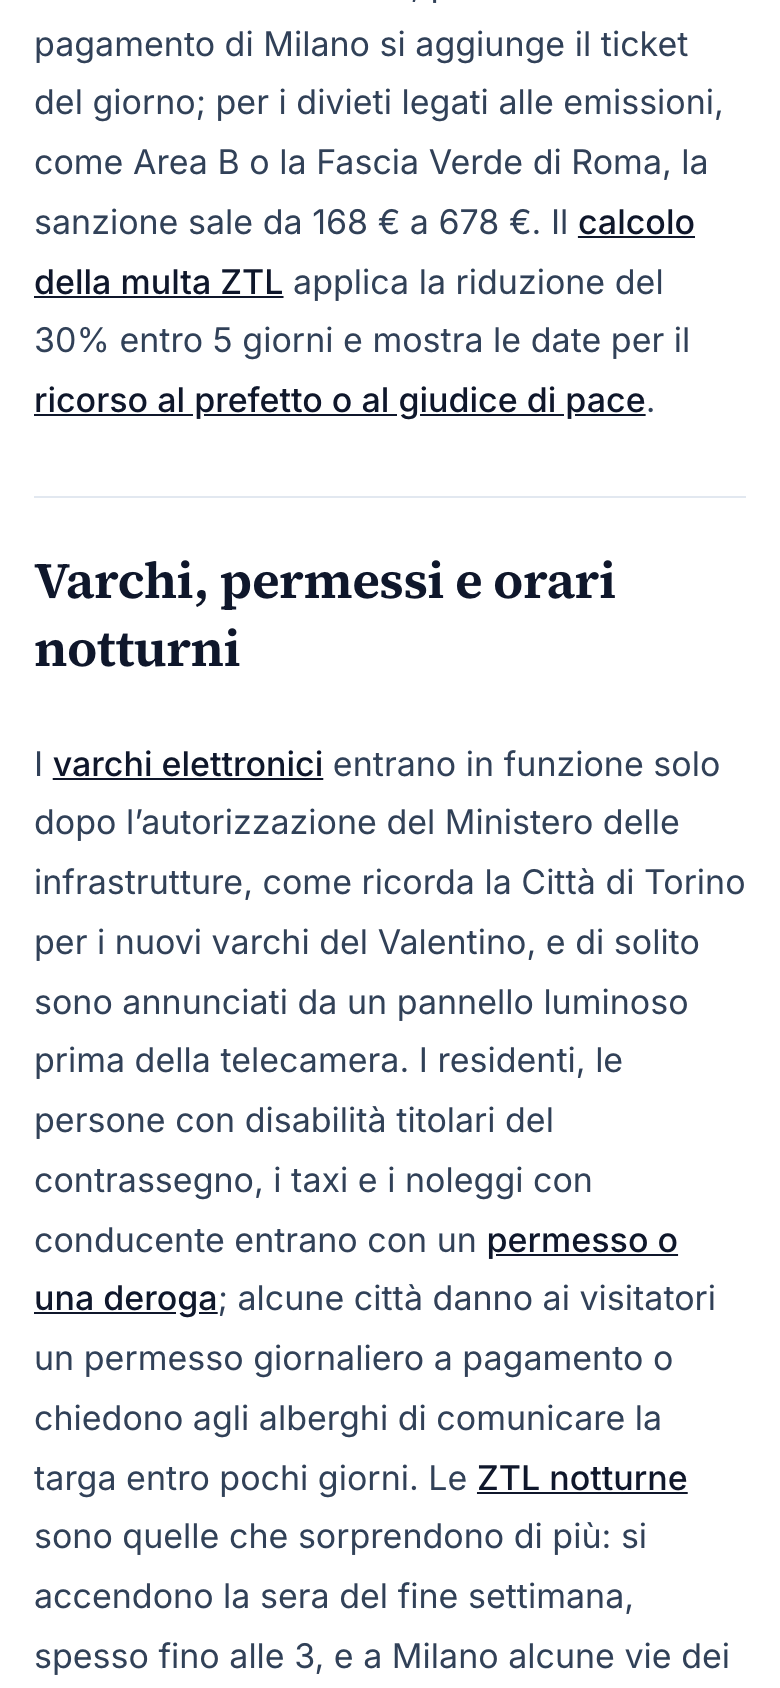 pagamento di Milano si aggiunge il ticket
del giorno; per i divieti legati alle emissioni,
come Area B o la Fascia Verde di Roma, la
sanzione sale da 168 € a 678 €. Il calcolo
della multa ZTL applica la riduzione del
30% entro 5 giorni e mostra le date per il
ricorso al prefetto o al giudice di pace.
Varchi, permessi e orari
notturni
I varchi elettronici entrano in funzione solo
dopo l’autorizzazione del Ministero delle
infrastrutture, come ricorda la Città di Torino
per i nuovi varchi del Valentino, e di solito
sono annunciati da un pannello luminoso
prima della telecamera. I residenti, le
persone con disabilità titolari del
contrassegno, i taxi e i noleggi con
conducente entrano con un permesso o
una deroga; alcune città danno ai visitatori
un permesso giornaliero a pagamento o
chiedono agli alberghi di comunicare la
targa entro pochi giorni. Le ZTL notturne
sono quelle che sorprendono di più: si
accendono la sera del fine settimana,
spesso fino alle 3, e a Milano alcune vie dei